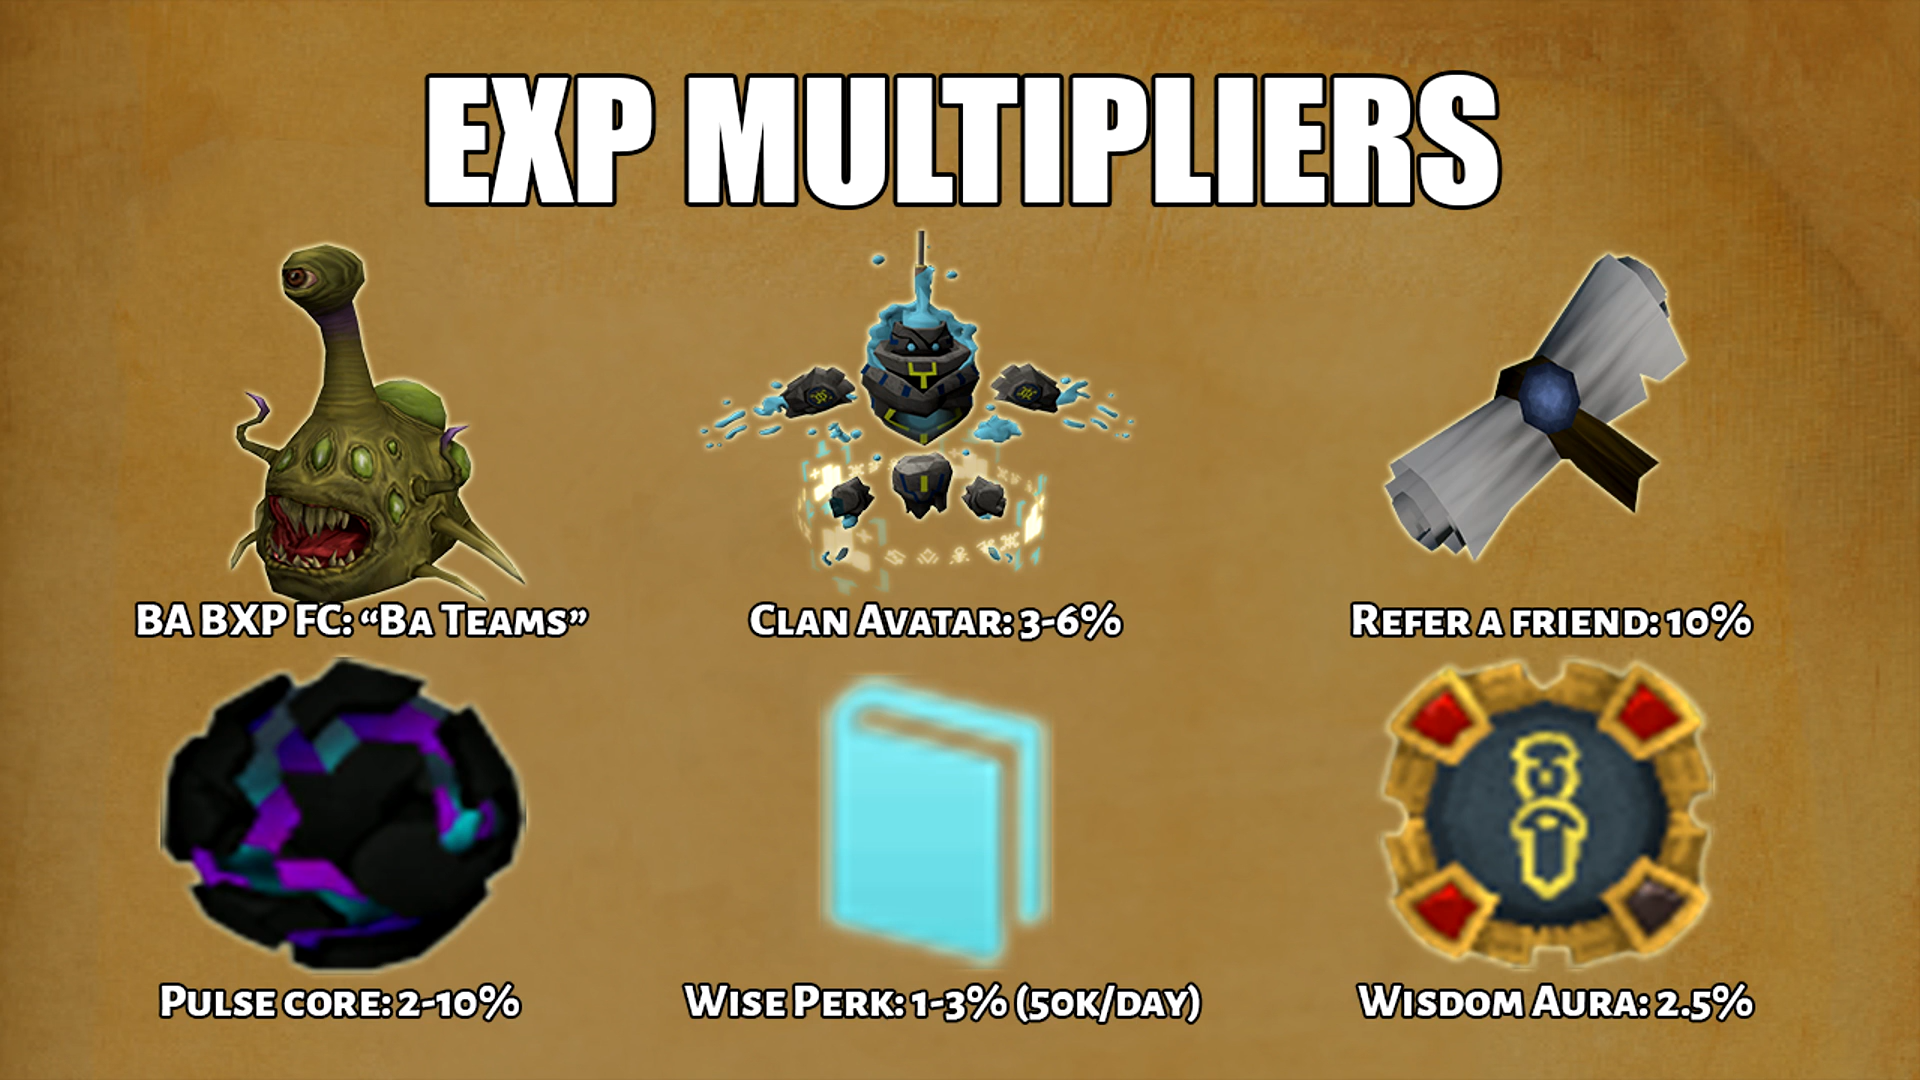 EXP MULTIPLIERS
BA BXP FC: “Ba Teams”
Clan Avatar: 3-6%
Refer a friend: 10%
Pulse core: 2-10%
Wise Perk: 1-3% (50k/day)
Wisdom Aura: 2.5%